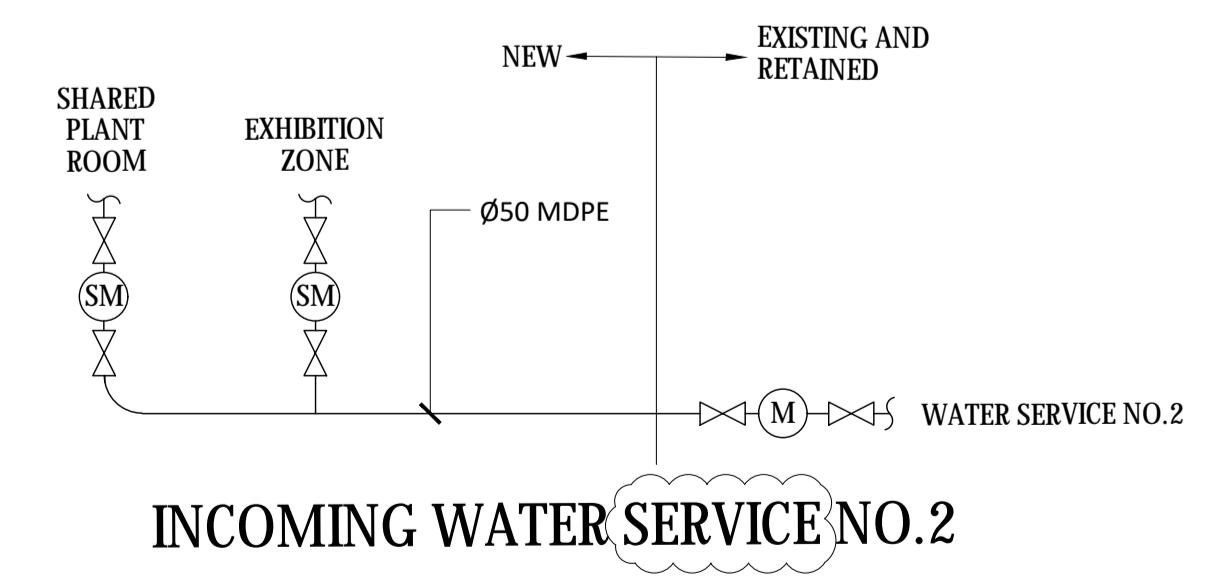 NEW
EXISTING AND
RETAINED
SHARED
PLANT
ROOM
EXHIBITION
ZONE
Ø50 MDPE
SM
SM
M
WATER SERVICE NO.2
INCOMING WATER SERVICE NO.2